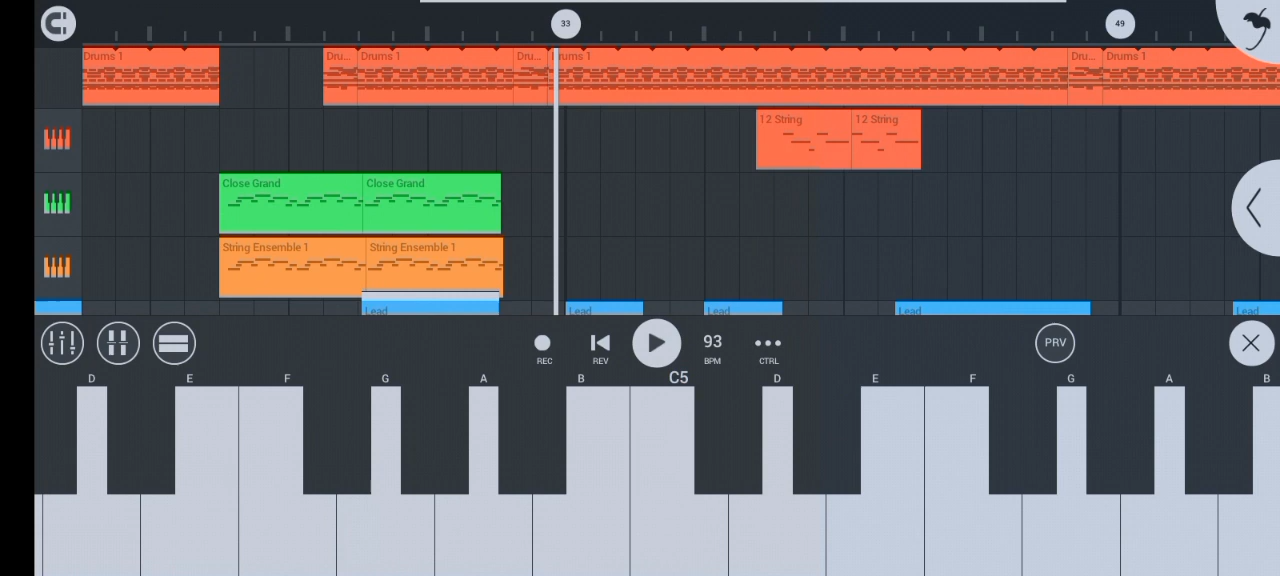 33 49
Drums 1 Dru... Drums 1 Dru... Drums 1 Dru... Drums 1
12 String 12 String
Close Grand Close Grand
String Ensemble 1 String Ensemble 1
Lead Lead Lead Lead Lead
93 PRV
REC REV BPM CTRL
D E F G A B C5 D E F G A B